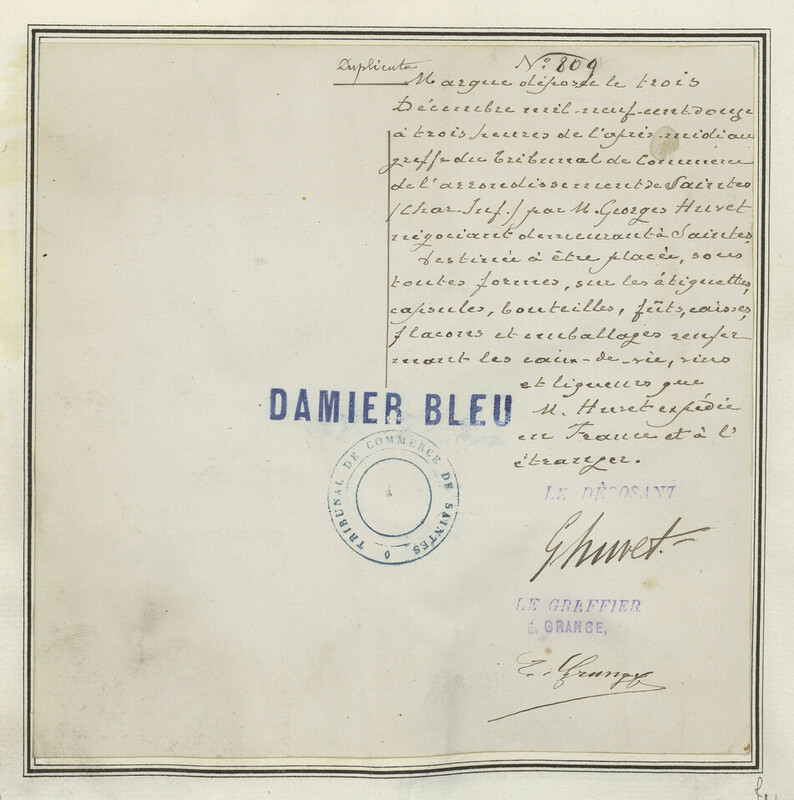 Duplicata
N° 809
Marque déposée le trois
Décembre mil-neuf-cent-douze
à trois heures de l'après-midi au
greffe du Tribunal de Commerce
de l'arrondissement de Saintes
/Char-Inf./ par M. Georges Huvet
négociant demeurant à Saintes,
destinée à être placée, sous
toutes formes, sur les étiquettes,
capsules, bouteilles, fûts, caisses,
flacons et emballages renfer
mant les eaux-de-vie, vins
et liqueurs que
M. Huvet expédie
en France et à l'
étranger.
DAMIER BLEU
TRIBUNAL DE COMMERCE DE SAINTES
LE DÉPOSANT
Ghuvet.
LE GRAFFIER
E. GRANGE,
E. Grange